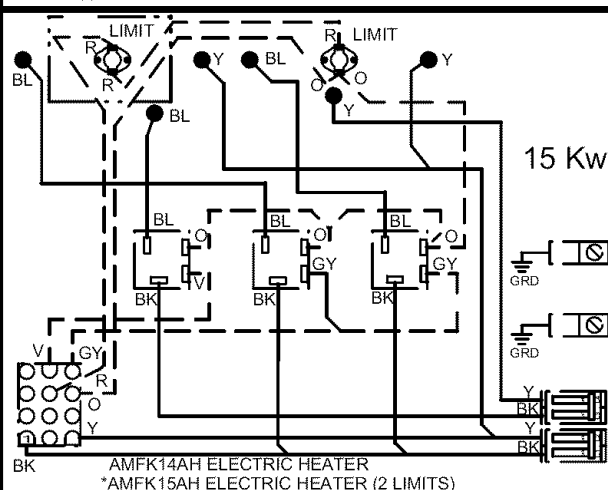 LIMIT
R
LIMIT
R
R
O
O
BL
Y
BL
Y
Y
BL
15 Kw
BL
BL
BL
O
O
O
V
GY
GY
BK
BK
BK
GRD
GRD
V
GY
R
O
Y
BK
Y
BK
Y
BK
AMFK14AH ELECTRIC HEATER
*AMFK15AH ELECTRIC HEATER (2 LIMITS)